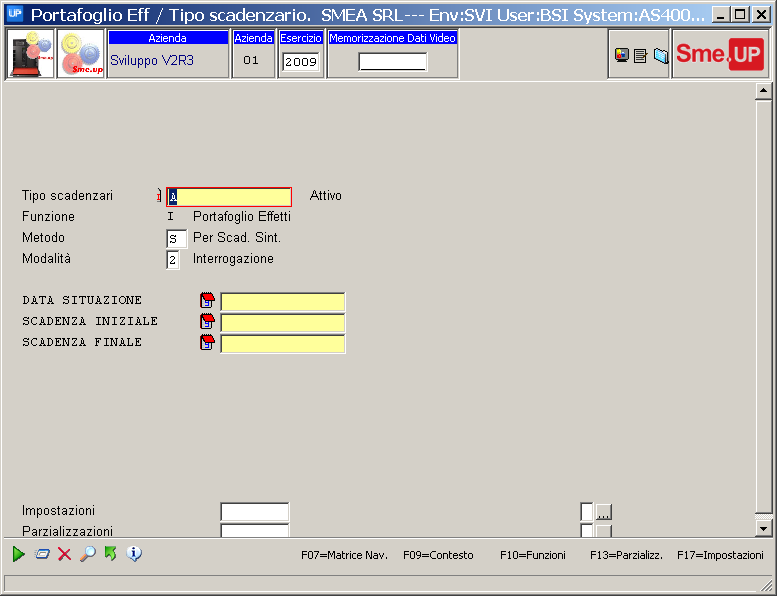 UP Portafoglio Eff / Tipo scadenzario. SMEA SRL--- Env:SVI User:BSI System:AS400...
Sme.up
Azienda Azienda Esercizio Memorizzazione Dati Video
Sviluppo V2R3 01 2009
Sme.UP
Tipo scadenzari A Attivo
Funzione I Portafoglio Effetti
Metodo S Per Scad. Sint.
Modalità 2 Interrogazione
DATA SITUAZIONE
SCADENZA INIZIALE
SCADENZA FINALE
Impostazioni ...
Parzializzazioni
F07=Matrice Nav. F09=Contesto F10=Funzioni F13=Parzializz. F17=Impostazioni